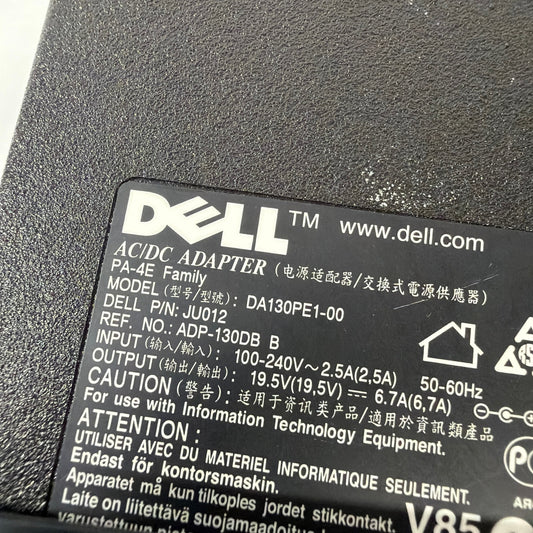 DELL™ www.dell.com
AC/DC ADAPTER (电源适配器/交換式電源供應器)
PA-4E Family
MODEL (型号/型號): DA130PE1-00
DELL P/N: JU012
REF. NO.: ADP-130DB B
INPUT (输入/輸入): 100-240V~2.5A(2,5A) 50-60Hz
OUTPUT (输出/輸出): 19.5V(19,5V) ⎓ 6.7A(6,7A)
CAUTION (警告): 适用于资讯类产品/適用於資訊類產品
For use with Information Technology Equipment.
ATTENTION :
UTILISER AVEC DU MATERIEL INFORMATIQUE SEULEMENT.
Endast för kontorsmaskin.
Apparatet må kun tilkoples jordet stikkontakt.
Laite on liitettävä suojamaadoitus
varustettuun
V85